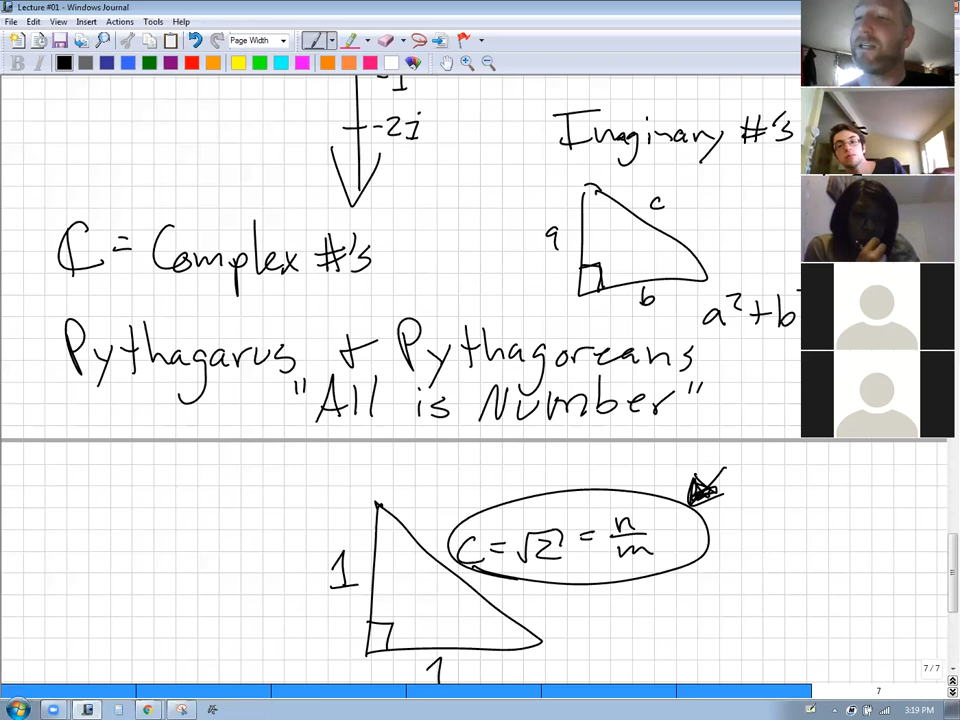 Lecture #01 - Windows Journal
File Edit View Insert Actions Tools Help
Page Width
B I
-2i
Imaginary #'s
c
a
b
a² + b
ℂ = Complex #'s
Pythagarus + Pythagoreans
"All is Number"
c = √2 = n/m
1
1
7 / 7
7
3:19 PM